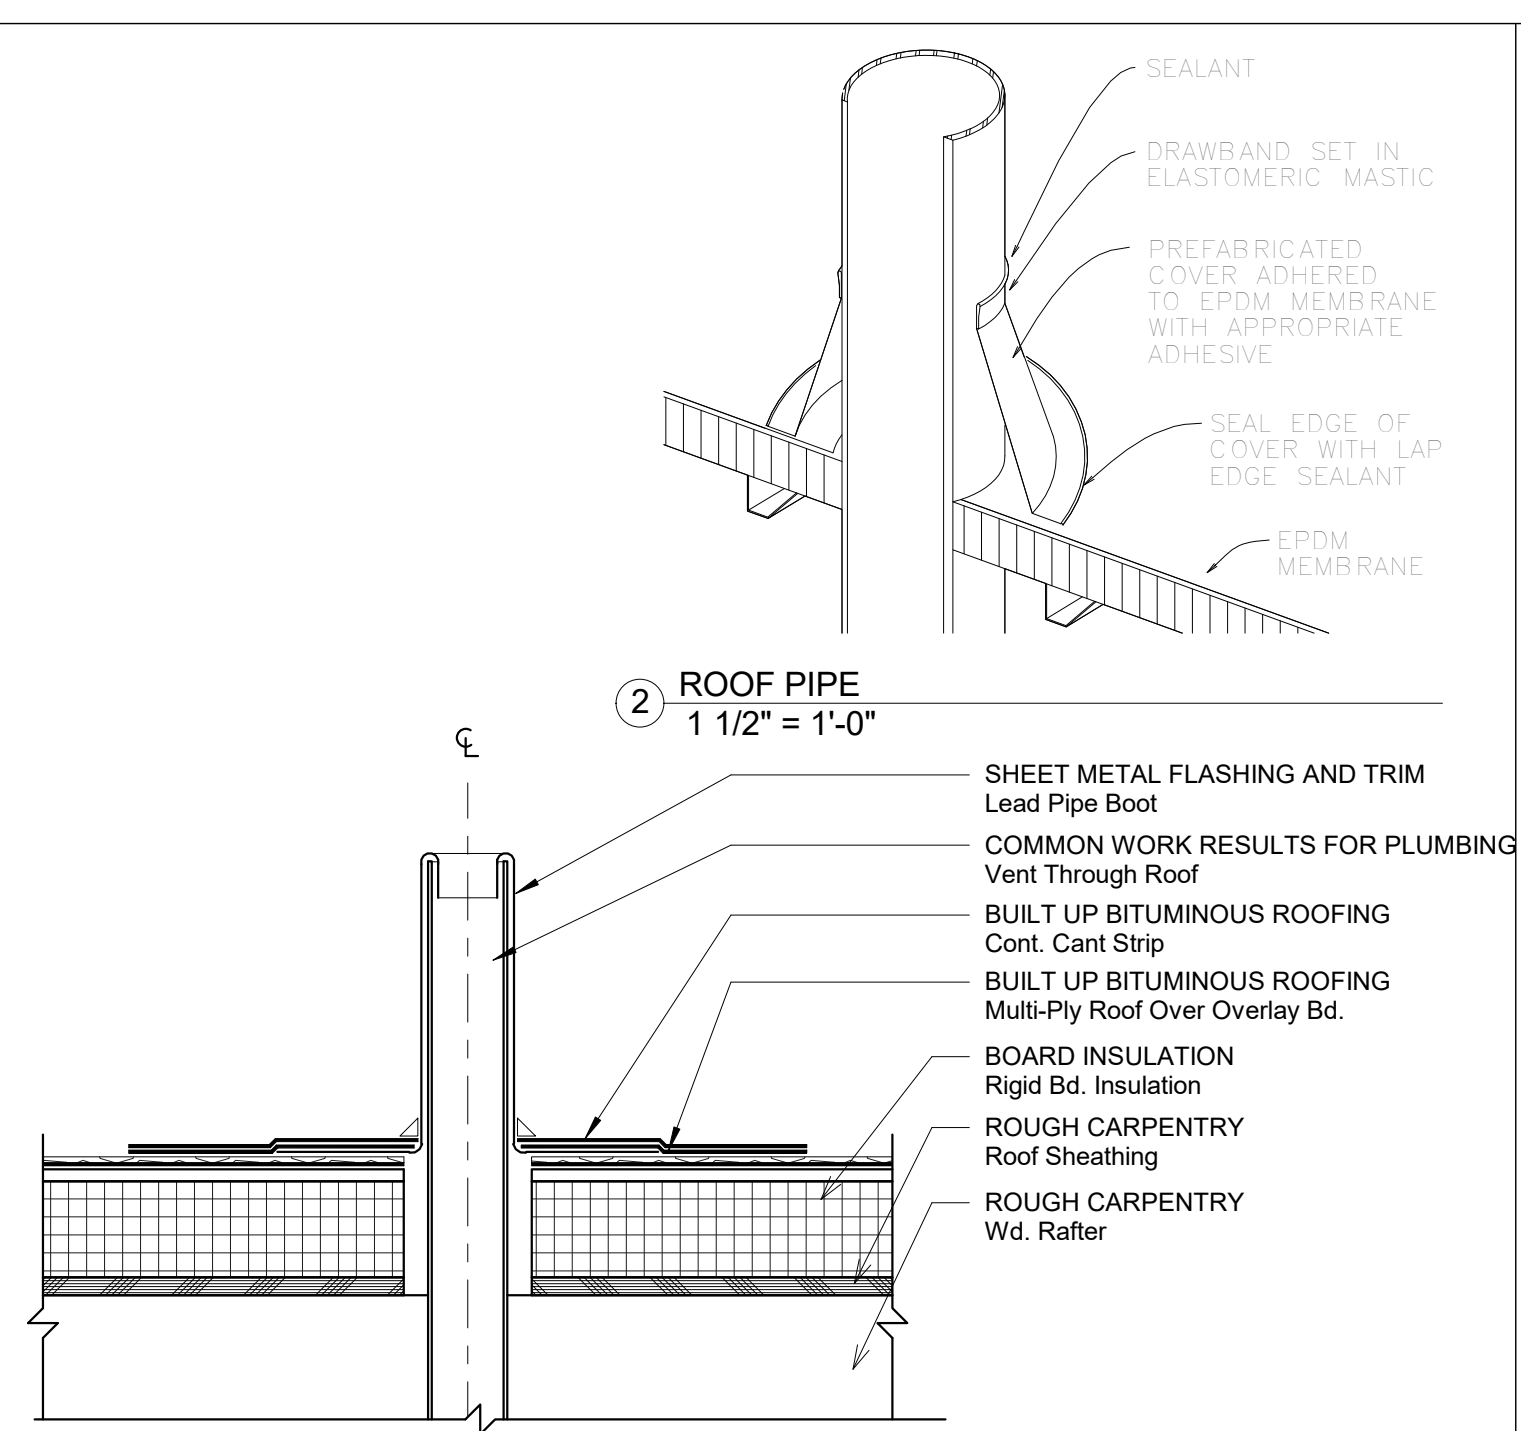 SEALANT
DRAWBAND SET IN
ELASTOMERIC MASTIC
PREFABRICATED
COVER ADHERED
TO EPDM MEMBRANE
WITH APPROPRIATE
ADHESIVE
SEAL EDGE OF
COVER WITH LAP
EDGE SEALANT
EPDM
MEMBRANE
2
ROOF PIPE
1 1/2" = 1'-0"
℄
SHEET METAL FLASHING AND TRIM
Lead Pipe Boot
COMMON WORK RESULTS FOR PLUMBING
Vent Through Roof
BUILT UP BITUMINOUS ROOFING
Cont. Cant Strip
BUILT UP BITUMINOUS ROOFING
Multi-Ply Roof Over Overlay Bd.
BOARD INSULATION
Rigid Bd. Insulation
ROUGH CARPENTRY
Roof Sheathing
ROUGH CARPENTRY
Wd. Rafter